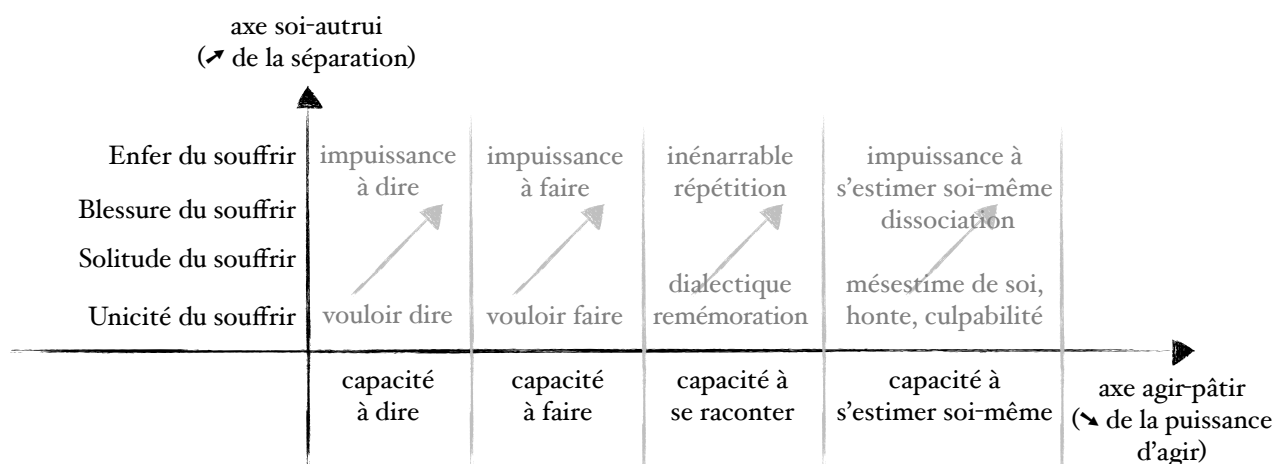 axe soi-autrui
(➚ de la séparation)
Enfer du souffrir
Blessure du souffrir
Solitude du souffrir
Unicité du souffrir
impuissance
à dire
vouloir dire
impuissance
à faire
vouloir faire
inénarrable
répétition
dialectique
remémoration
impuissance à
s’estimer soi-même
dissociation
mésestime de soi,
honte, culpabilité
capacité
à dire
capacité
à faire
capacité à
se raconter
capacité à
s’estimer soi-même
axe agir-pâtir
(➘ de la puissance
d’agir)